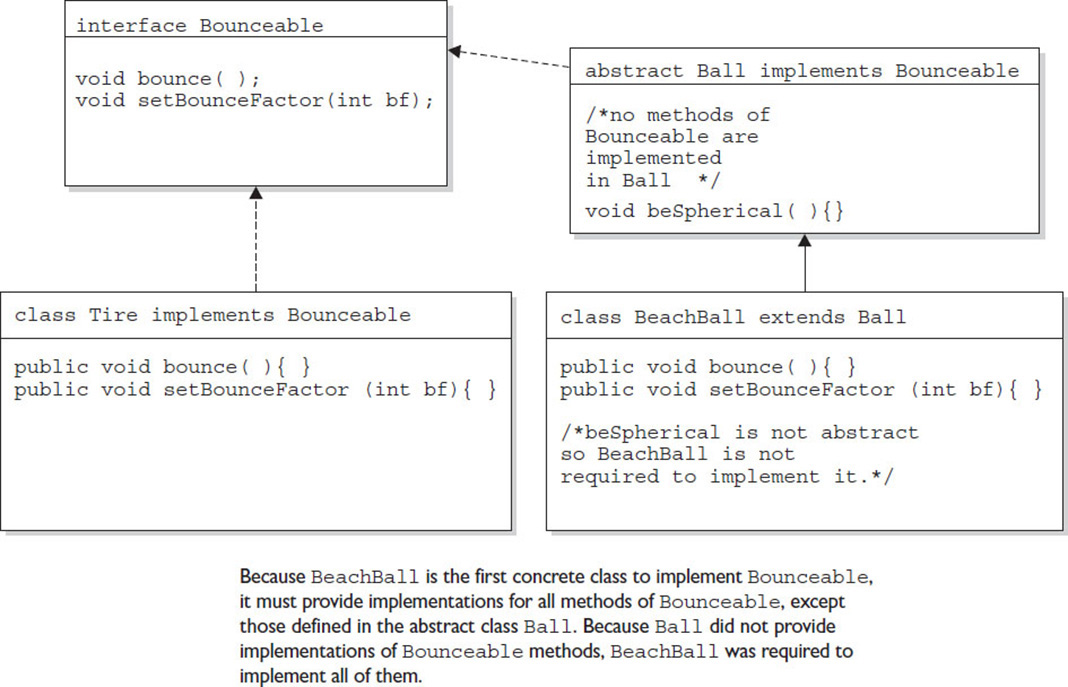 interface Bounceable
void bounce( );
void setBounceFactor(int bf);
abstract Ball implements Bounceable
/*no methods of
Bounceable are
implemented
in Ball  */
void beSpherical( ){}
class Tire implements Bounceable
public void bounce( ){ }
public void setBounceFactor (int bf){ }
class BeachBall extends Ball
public void bounce( ){ }
public void setBounceFactor (int bf){ }
/*beSpherical is not abstract
so BeachBall is not
required to implement it.*/
Because BeachBall is the first concrete class to implement Bounceable,
it must provide implementations for all methods of Bounceable, except
those defined in the abstract class Ball. Because Ball did not provide
implementations of Bounceable methods, BeachBall was required to
implement all of them.